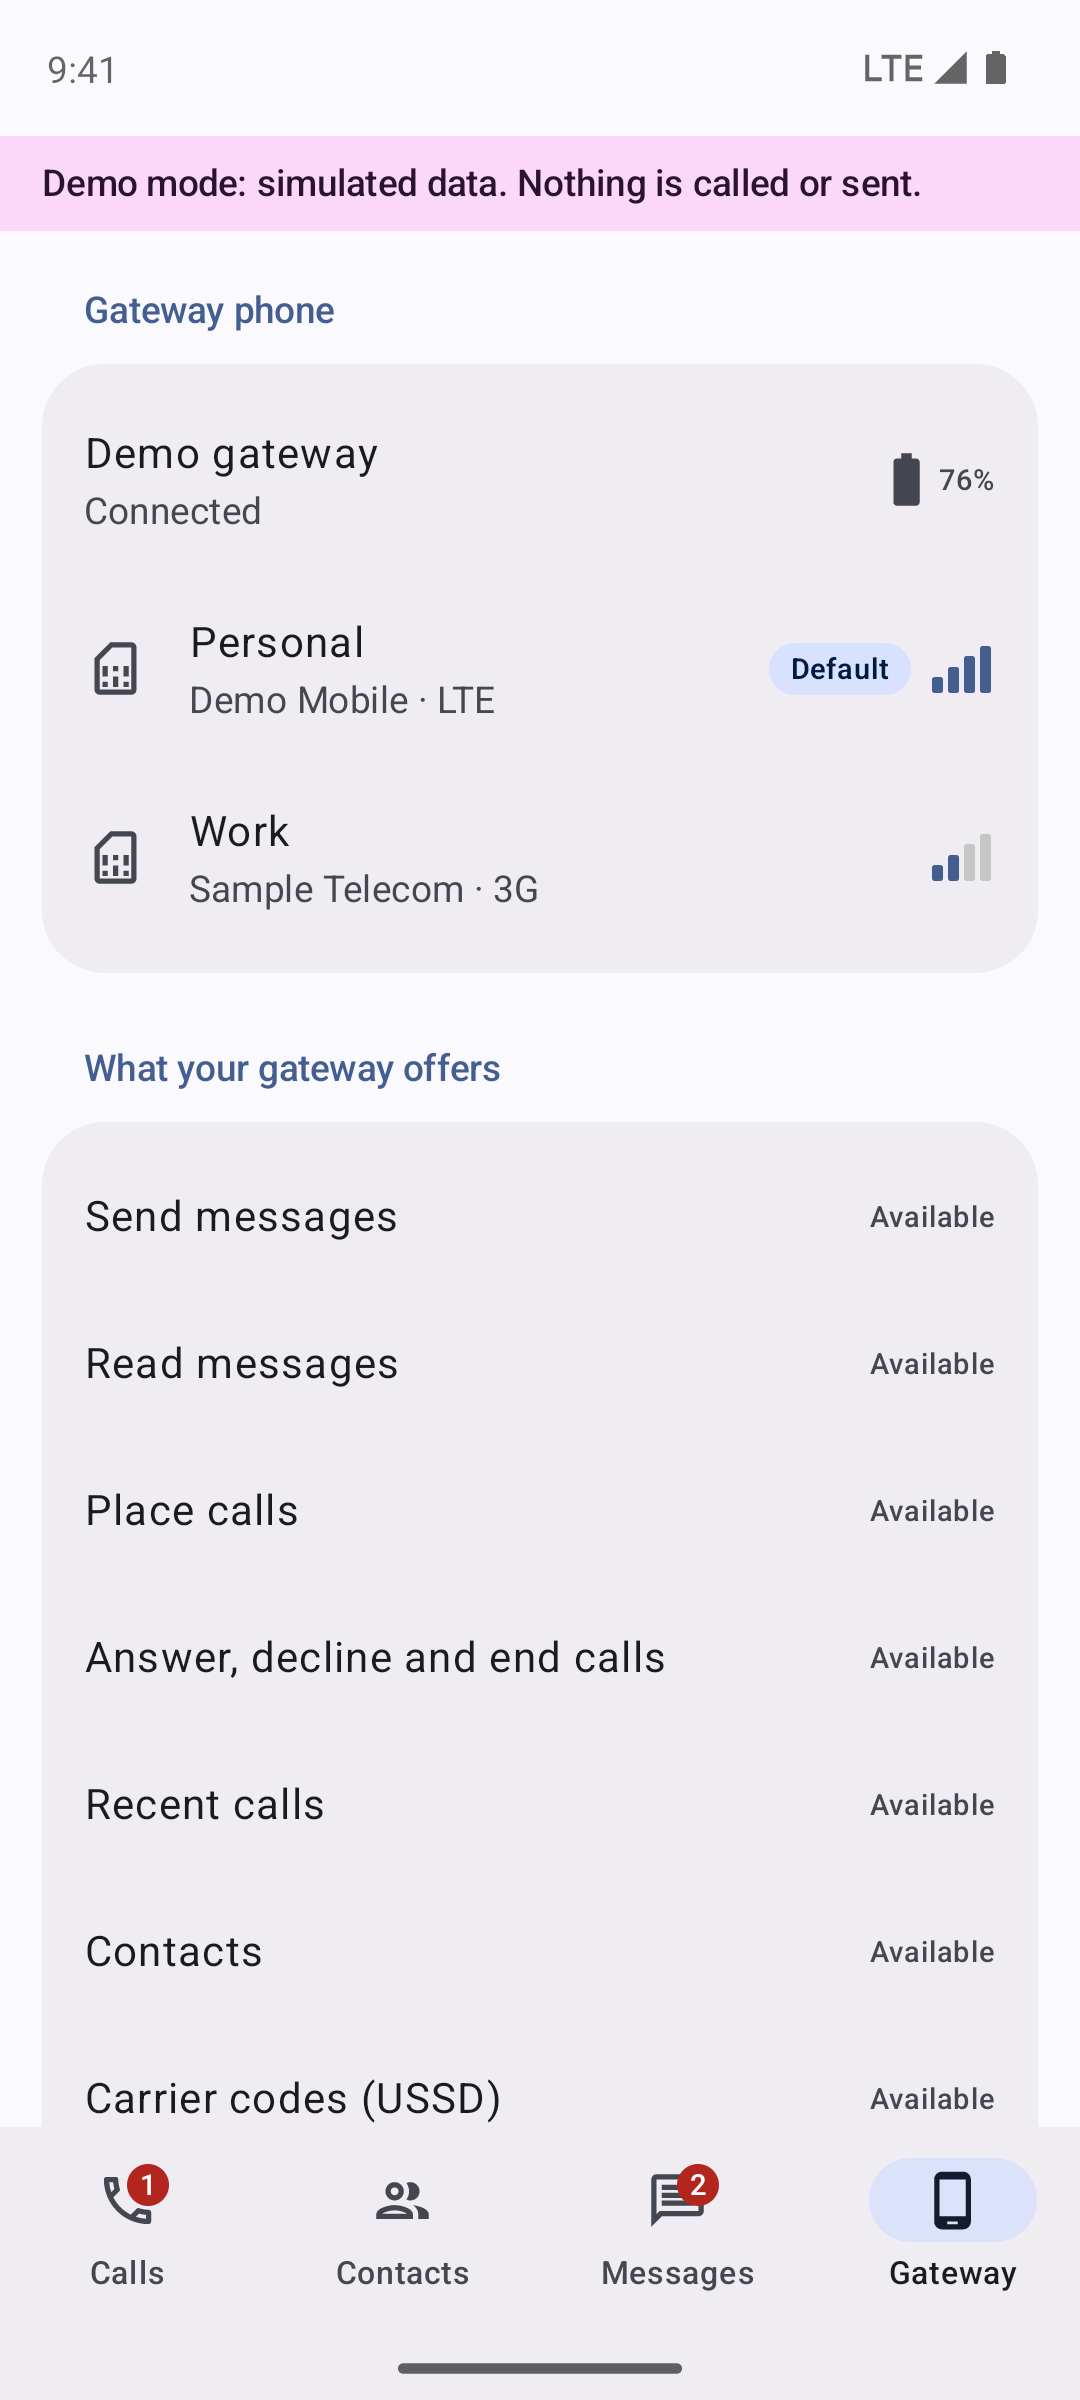 9:41
LTE
Demo mode: simulated data. Nothing is called or sent.
Gateway phone
Demo gateway
76%
Connected
Personal
Default
Demo Mobile · LTE
Work
Sample Telecom · 3G
What your gateway offers
Send messages Available
Read messages Available
Place calls Available
Answer, decline and end calls Available
Recent calls Available
Contacts Available
Carrier codes (USSD) Available
1 2
Calls Contacts Messages Gateway